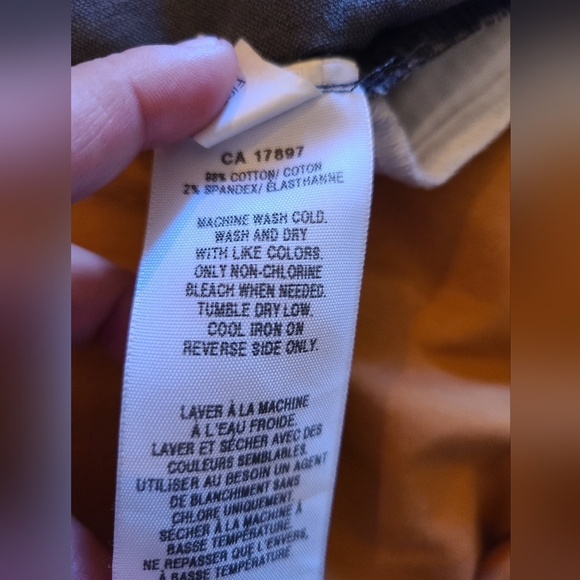 CA 17897
98% COTTON/ COTON
2% SPANDEX/ ÉLASTHANNE
MACHINE WASH COLD.
WASH AND DRY
WITH LIKE COLORS.
ONLY NON-CHLORINE
BLEACH WHEN NEEDED.
TUMBLE DRY LOW.
COOL IRON ON
REVERSE SIDE ONLY.
LAVER À LA MACHINE
À L'EAU FROIDE.
LAVER ET SÉCHER AVEC DES
COULEURS SEMBLABLES.
UTILISER AU BESOIN UN AGENT
DE BLANCHIMENT SANS
CHLORE UNIQUEMENT.
SÉCHER À LA MACHINE À
BASSE TEMPÉRATURE.
NE REPASSER QUE L'ENVERS
À BASSE TEMPÉRATURE